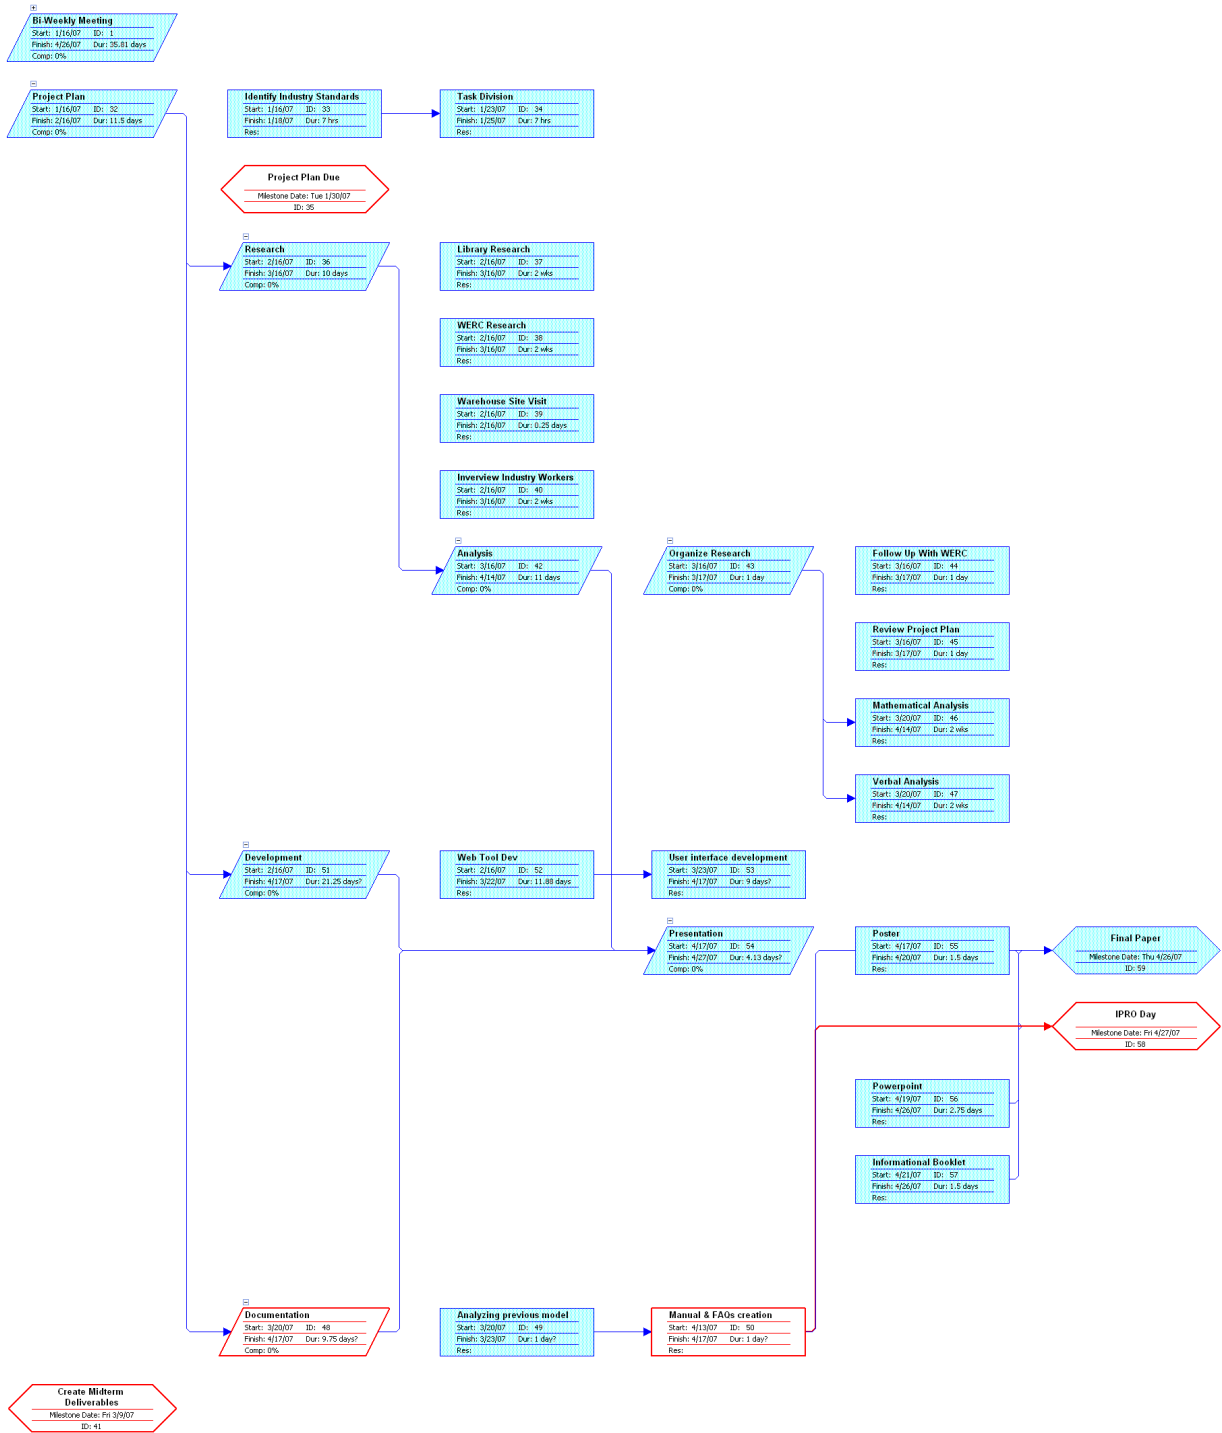 Bi-Weekly Meeting
Start: 1/16/07 ID: 1
Finish: 4/26/07 Dur: 35.81 days
Comp: 0%
Project Plan
Start: 1/16/07 ID: 32
Finish: 2/16/07 Dur: 11.5 days
Comp: 0%
Identify Industry Standards
Start: 1/16/07 ID: 33
Finish: 1/18/07 Dur: 7 hrs
Res:
Task Division
Start: 1/23/07 ID: 34
Finish: 1/25/07 Dur: 7 hrs
Res:
Project Plan Due
Milestone Date: Tue 1/30/07
ID: 35
Research
Start: 2/16/07 ID: 36
Finish: 3/16/07 Dur: 10 days
Comp: 0%
Library Research
Start: 2/16/07 ID: 37
Finish: 3/16/07 Dur: 2 wks
Res:
WERC Research
Start: 2/16/07 ID: 38
Finish: 3/16/07 Dur: 2 wks
Res:
Warehouse Site Visit
Start: 2/16/07 ID: 39
Finish: 2/16/07 Dur: 0.25 days
Res:
Inverview Industry Workers
Start: 2/16/07 ID: 40
Finish: 3/16/07 Dur: 2 wks
Res:
Analysis
Start: 3/16/07 ID: 42
Finish: 4/14/07 Dur: 11 days
Comp: 0%
Organize Research
Start: 3/16/07 ID: 43
Finish: 3/17/07 Dur: 1 day
Comp: 0%
Follow Up With WERC
Start: 3/16/07 ID: 44
Finish: 3/17/07 Dur: 1 day
Res:
Review Project Plan
Start: 3/16/07 ID: 45
Finish: 3/17/07 Dur: 1 day
Res:
Mathematical Analysis
Start: 3/20/07 ID: 46
Finish: 4/14/07 Dur: 2 wks
Res:
Verbal Analysis
Start: 3/20/07 ID: 47
Finish: 4/14/07 Dur: 2 wks
Res:
Development
Start: 2/16/07 ID: 51
Finish: 4/17/07 Dur: 21.25 days?
Comp: 0%
Web Tool Dev
Start: 2/16/07 ID: 52
Finish: 3/22/07 Dur: 11.88 days
Res:
User interface development
Start: 3/23/07 ID: 53
Finish: 4/17/07 Dur: 9 days?
Res:
Presentation
Start: 4/17/07 ID: 54
Finish: 4/27/07 Dur: 4.13 days?
Comp: 0%
Poster
Start: 4/17/07 ID: 55
Finish: 4/20/07 Dur: 1.5 days
Res:
Final Paper
Milestone Date: Thu 4/26/07
ID: 59
IPRO Day
Milestone Date: Fri 4/27/07
ID: 58
Powerpoint
Start: 4/19/07 ID: 56
Finish: 4/26/07 Dur: 2.75 days
Res:
Informational Booklet
Start: 4/21/07 ID: 57
Finish: 4/26/07 Dur: 1.5 days
Res:
Documentation
Start: 3/20/07 ID: 48
Finish: 4/17/07 Dur: 9.75 days?
Comp: 0%
Analyzing previous model
Start: 3/20/07 ID: 49
Finish: 3/23/07 Dur: 1 day?
Res:
Manual & FAQs creation
Start: 4/13/07 ID: 50
Finish: 4/17/07 Dur: 1 day?
Res:
Create Midterm
Deliverables
Milestone Date: Fri 3/9/07
ID: 41